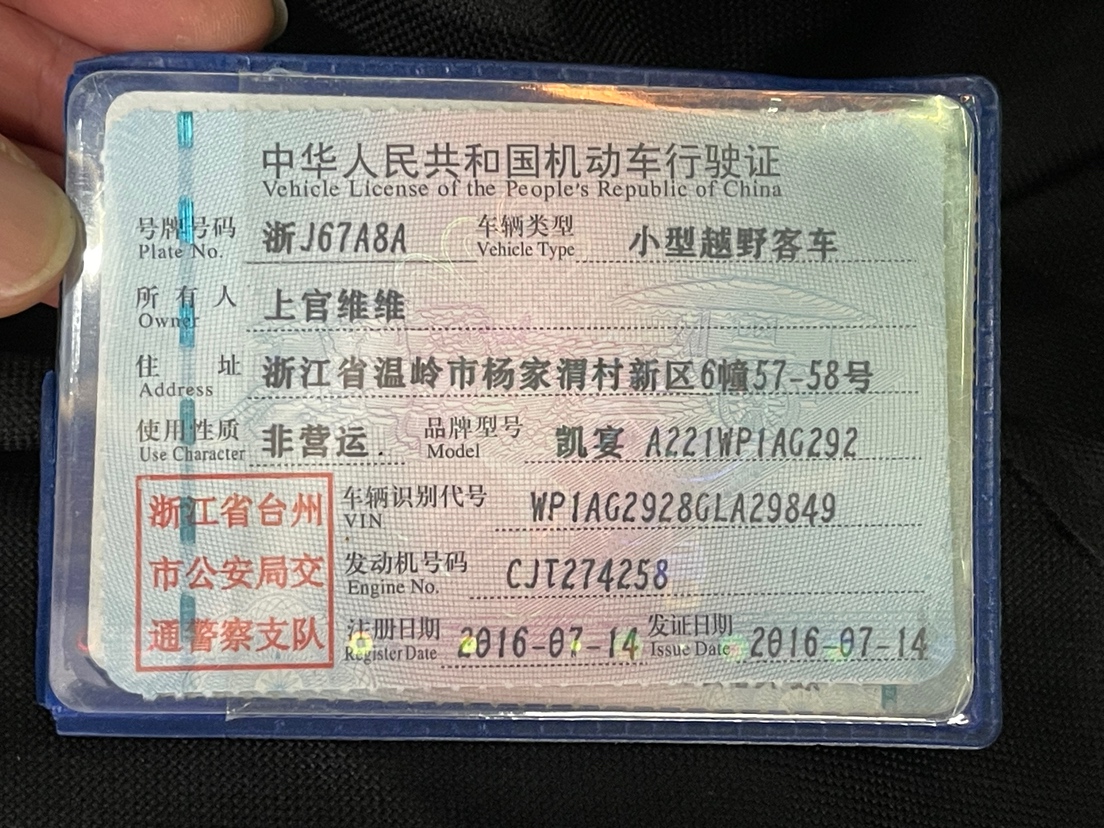 中华人民共和国机动车行驶证
Vehicle License of the People's Republic of China
号牌号码 浙J67A8A 车辆类型 小型越野客车
Plate No. Vehicle Type
所有人 上官维维
Owner
住址 浙江省温岭市杨家渭村新区6幢57-58号
Address
使用性质 非营运. 品牌型号 凯宴 A221WP1AG292
Use Character Model
浙江省台州
市公安局交
通警察支队
车辆识别代号 WP1AG2928GLA29849
VIN
发动机号码 CJT274258
Engine No.
注册日期 2016-07-14 发证日期 2016-07-14
Register Date Issue Date